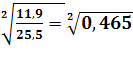 ²√(11,9/25,5) = ²√0,465